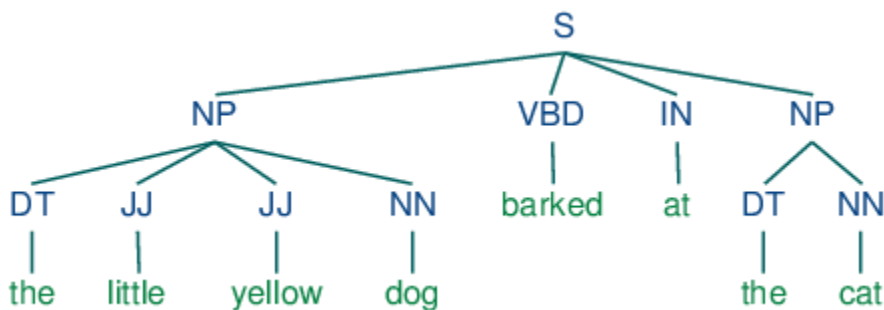 S
NP VBD IN NP
DT JJ JJ NN barked at DT NN
the little yellow dog the cat